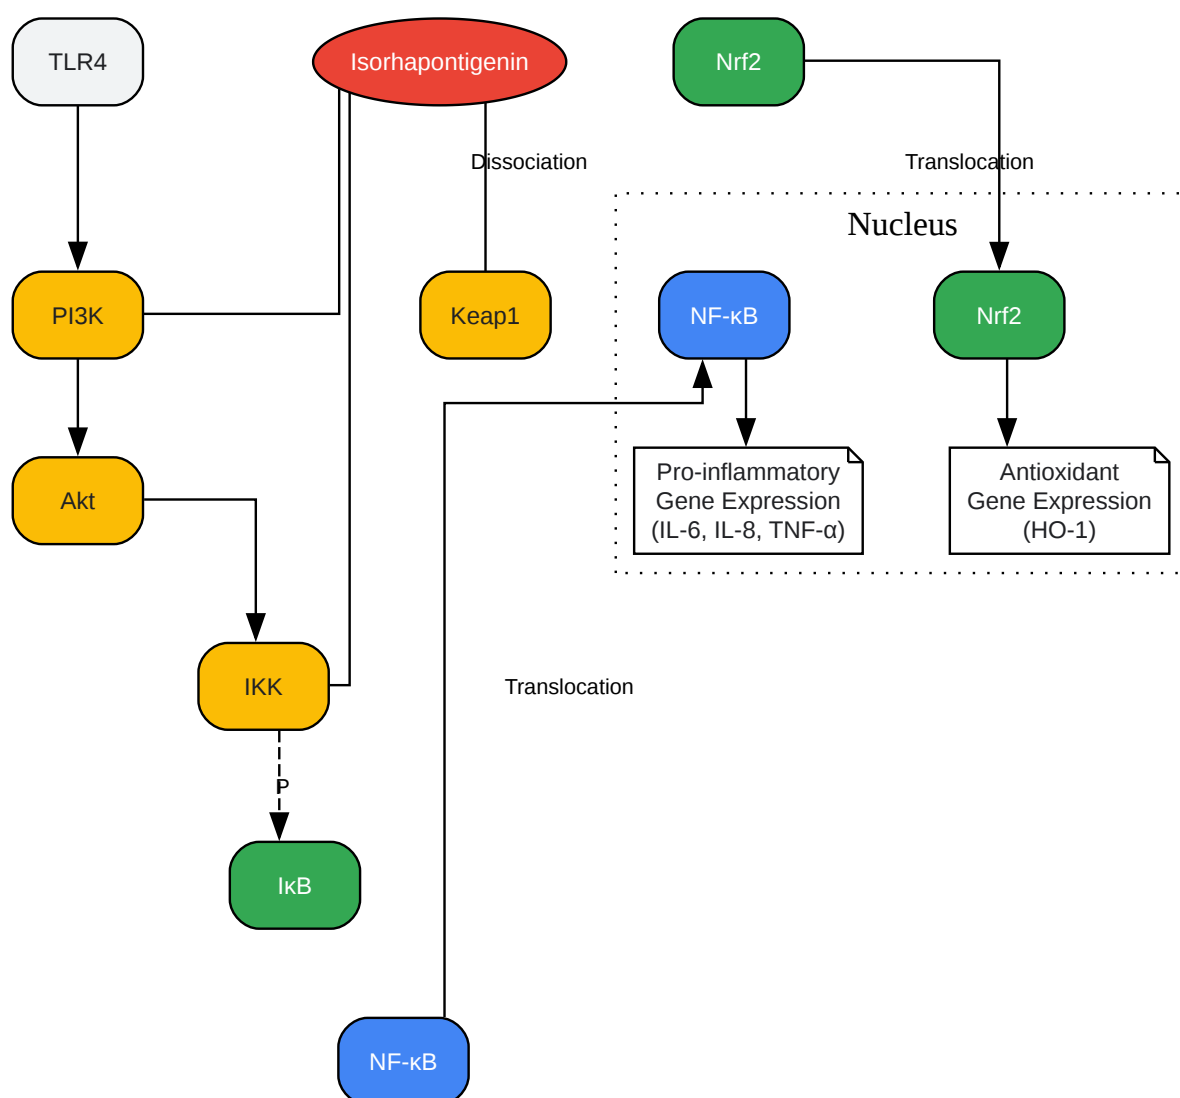 TLR4
Isorhapontigenin
Nrf2
Dissociation
Translocation
Nucleus
PI3K
Keap1
NF-κB
Nrf2
Akt
Pro-inflammatory
Gene Expression
(IL-6, IL-8, TNF-α)
Antioxidant
Gene Expression
(HO-1)
IKK
Translocation
P
IκB
NF-κB